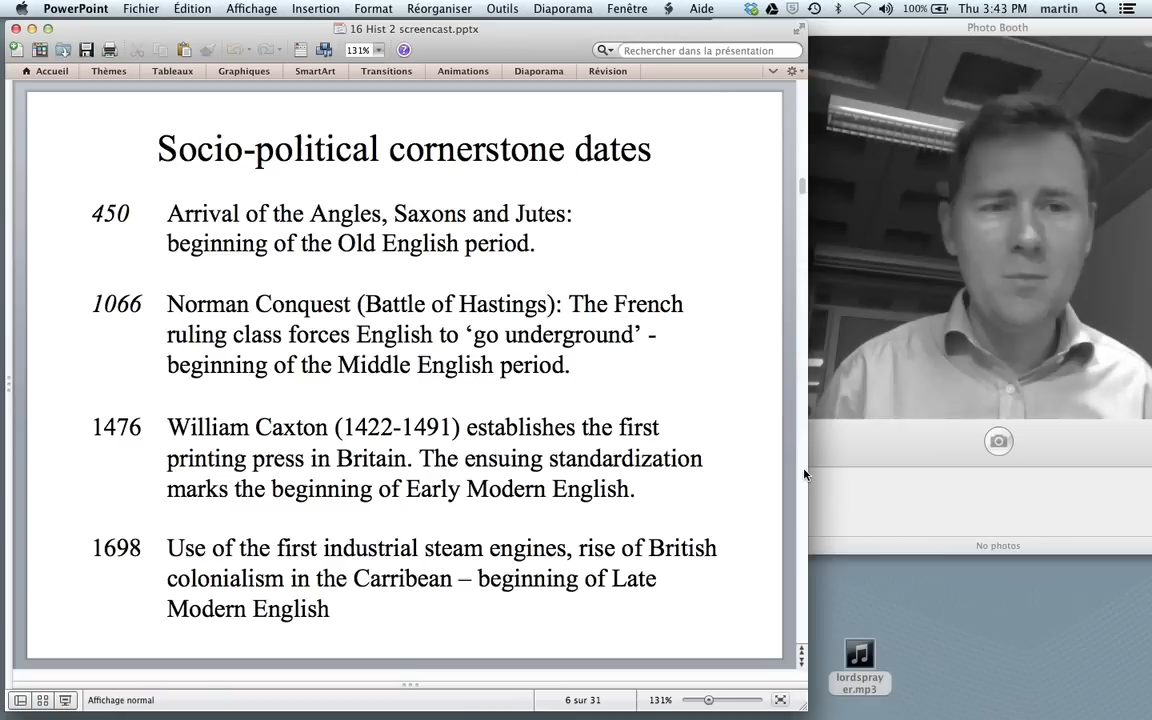 PowerPoint Fichier Édition Affichage Insertion Format Réorganiser Outils Diaporama Fenêtre Aide 100% Thu 3:43 PM martin
16 Hist 2 screencast.pptx
Photo Booth
131%
Rechercher dans la présentation
Accueil Thèmes Tableaux Graphiques SmartArt Transitions Animations Diaporama Révision
Socio-political cornerstone dates
450 Arrival of the Angles, Saxons and Jutes:
beginning of the Old English period.
1066 Norman Conquest (Battle of Hastings): The French
ruling class forces English to ‘go underground’ -
beginning of the Middle English period.
1476 William Caxton (1422-1491) establishes the first
printing press in Britain. The ensuing standardization
marks the beginning of Early Modern English.
1698 Use of the first industrial steam engines, rise of British
colonialism in the Carribean – beginning of Late
Modern English
No photos
lordspray
er.mp3
Affichage normal 6 sur 31 131%